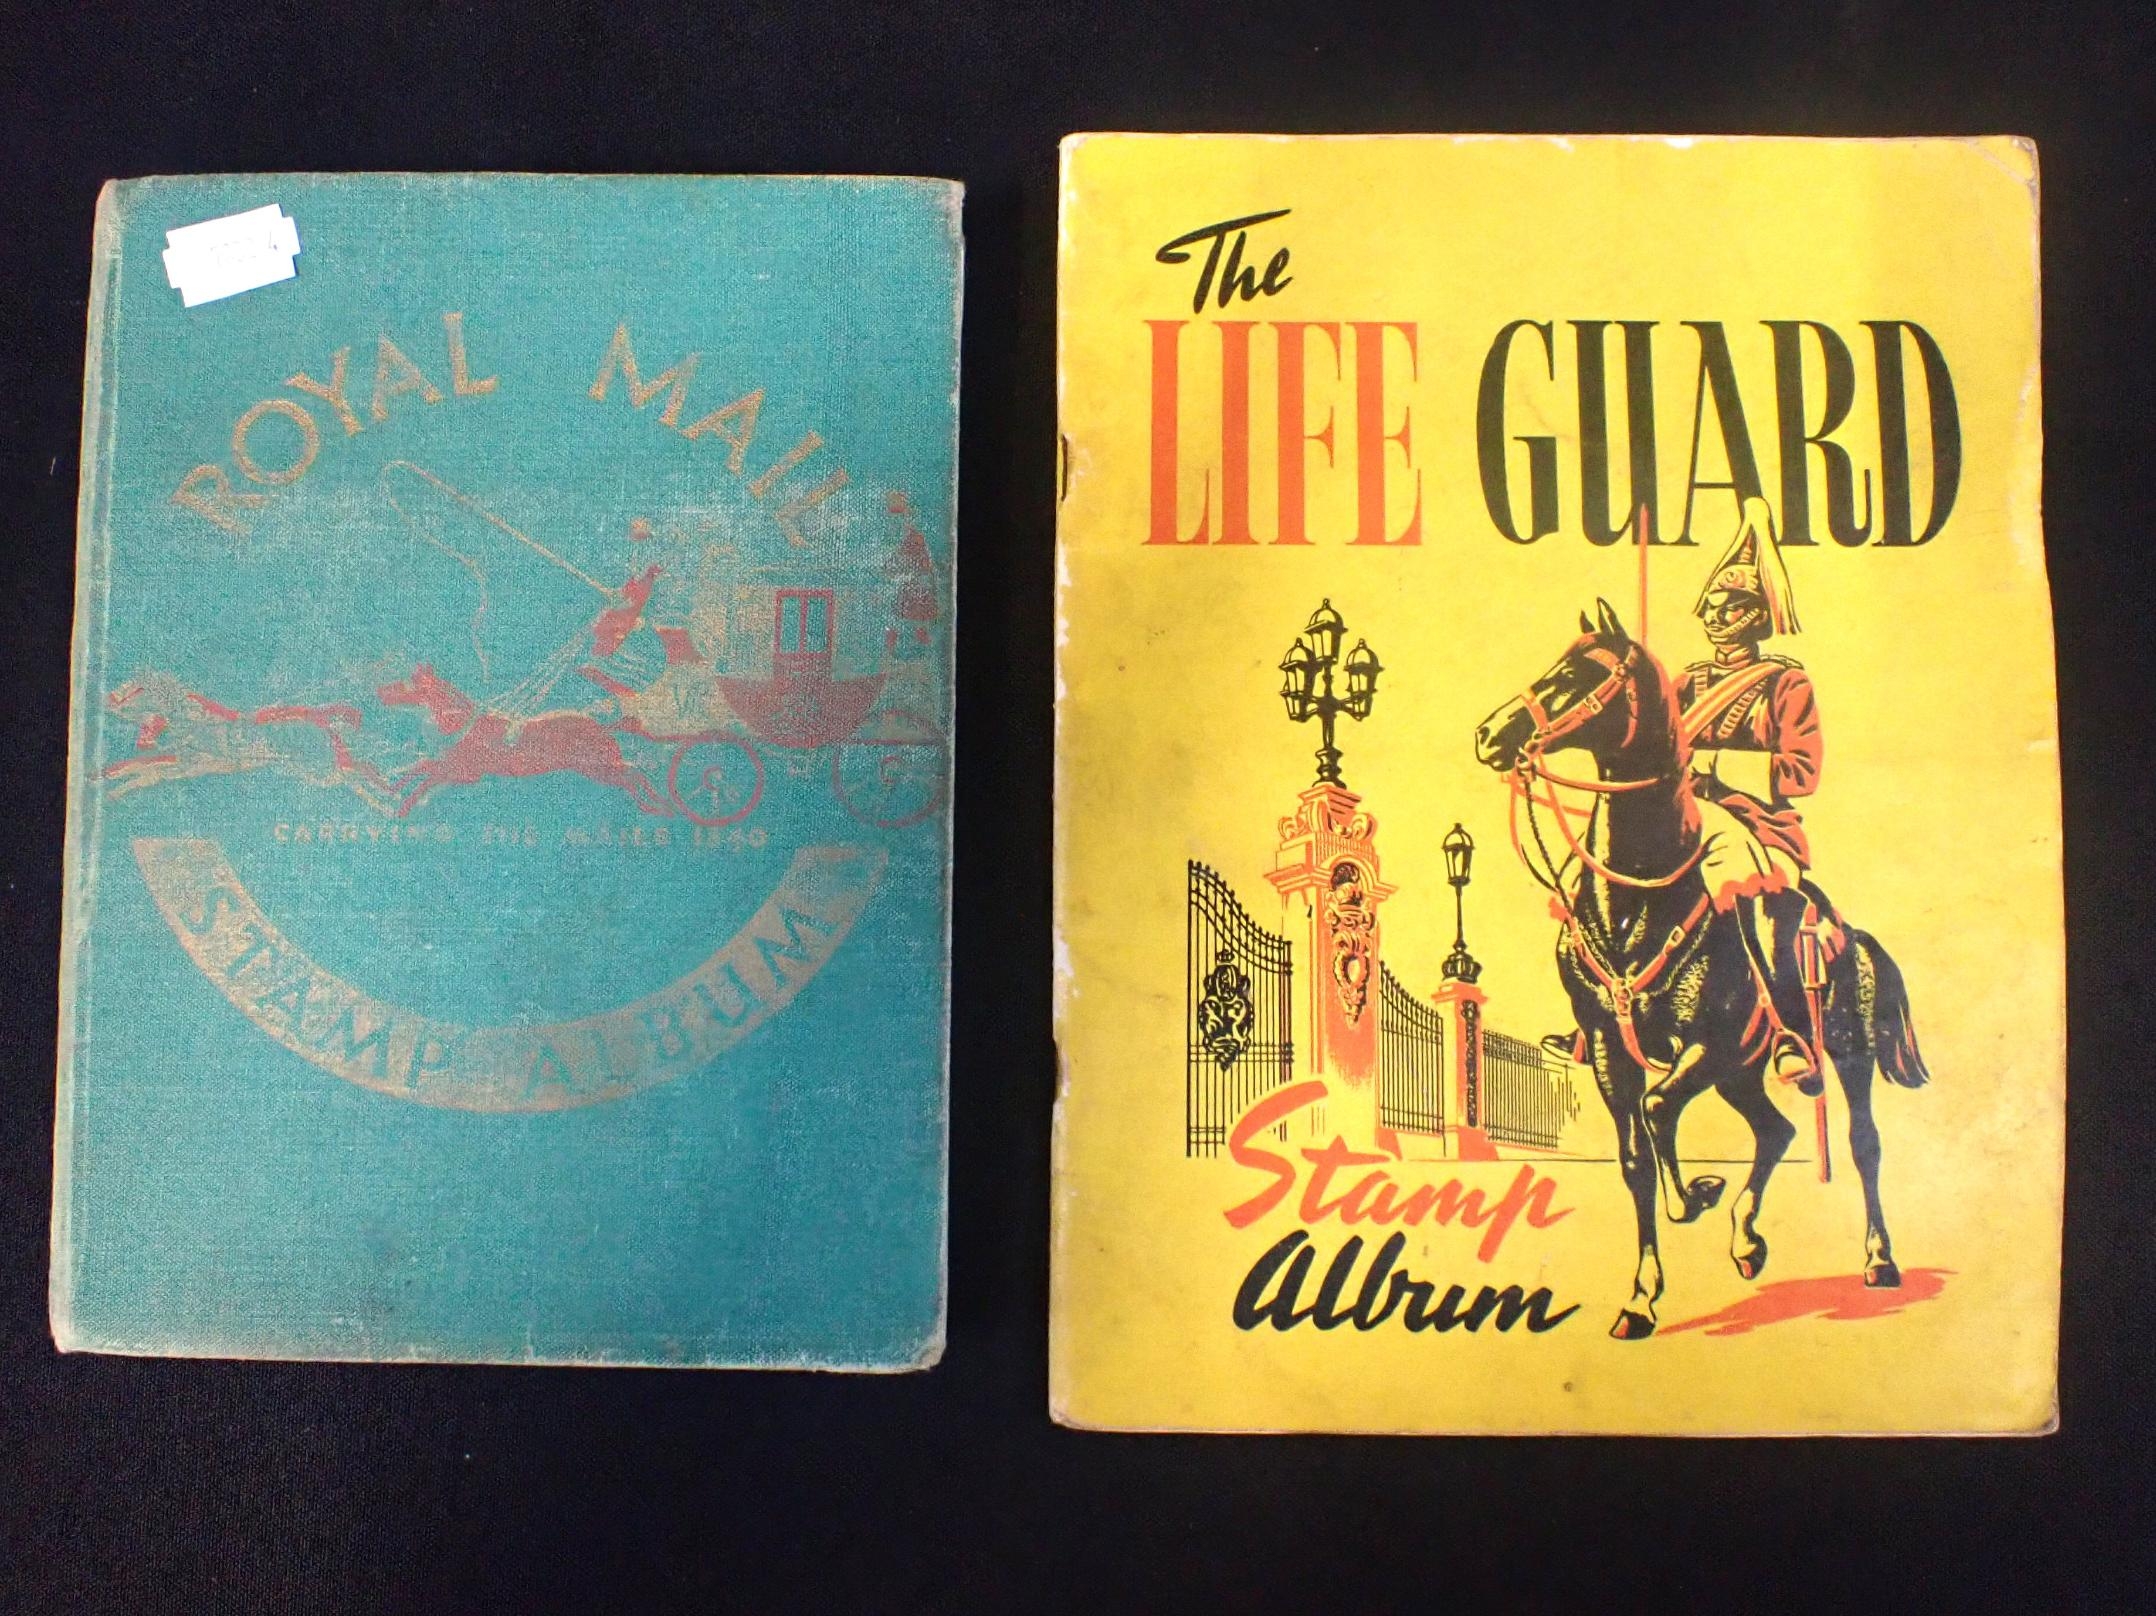 ROYAL MAIL
CARRYING THE MAILS 1840
STAMP ALBUM
The
LIFE GUARD
Stamp
Album